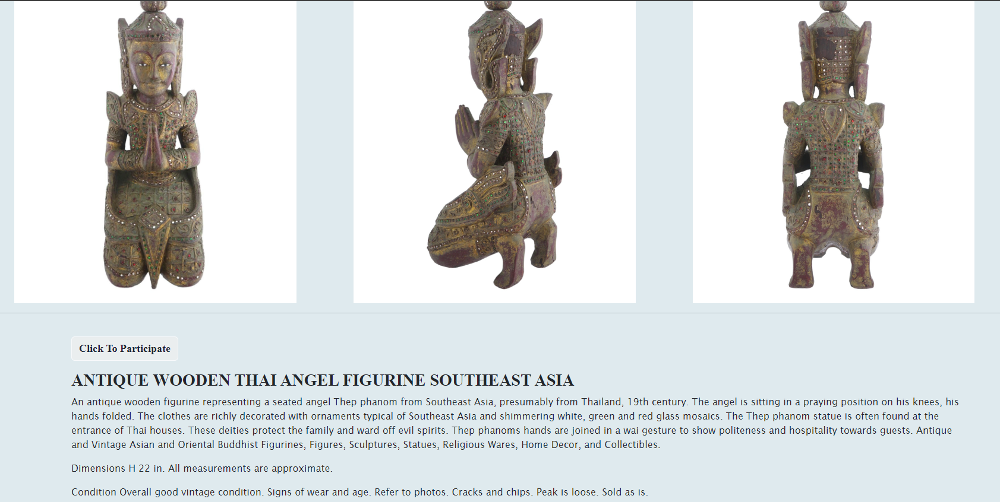 Click To Participate
ANTIQUE WOODEN THAI ANGEL FIGURINE SOUTHEAST ASIA
An antique wooden figurine representing a seated angel Thep phanom from Southeast Asia, presumably from Thailand, 19th century. The angel is sitting in a praying position on his knees, his
hands folded. The clothes are richly decorated with ornaments typical of Southeast Asia and shimmering white, green and red glass mosaics. The Thep phanom statue is often found at the
entrance of Thai houses. These deities protect the family and ward off evil spirits. Thep phanoms hands are joined in a wai gesture to show politeness and hospitality towards guests. Antique
and Vintage Asian and Oriental Buddhist Figurines, Figures, Sculptures, Statues, Religious Wares, Home Decor, and Collectibles.
Dimensions H 22 in. All measurements are approximate.
Condition Overall good vintage condition. Signs of wear and age. Refer to photos. Cracks and chips. Peak is loose. Sold as is.